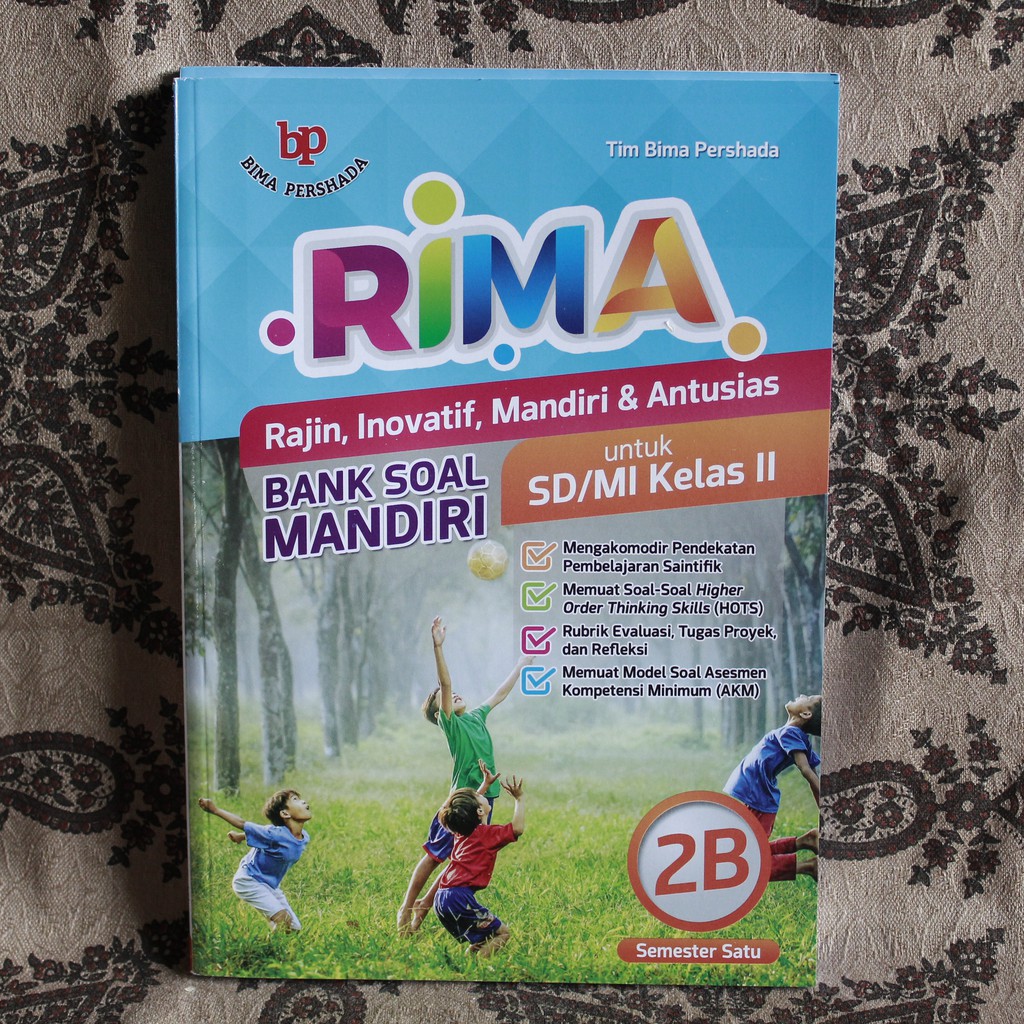 bp
BIMA PERSHADA
Tim Bima Pershada
RiMA
Rajin, Inovatif, Mandiri & Antusias
untuk
SD/MI Kelas II
BANK SOAL
MANDIRI
Mengakomodir Pendekatan
Pembelajaran Saintifik
Memuat Soal-Soal Higher
Order Thinking Skills (HOTS)
Rubrik Evaluasi, Tugas Proyek,
dan Refleksi
Memuat Model Soal Asesmen
Kompetensi Minimum (AKM)
2B
Semester Satu